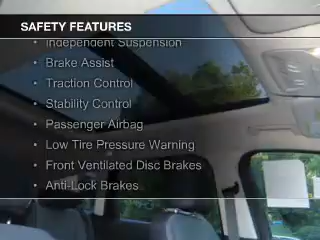 SAFETY FEATURES
• Independent Suspension
• Brake Assist
• Traction Control
• Stability Control
• Passenger Airbag
• Low Tire Pressure Warning
• Front Ventilated Disc Brakes
• Anti-Lock Brakes